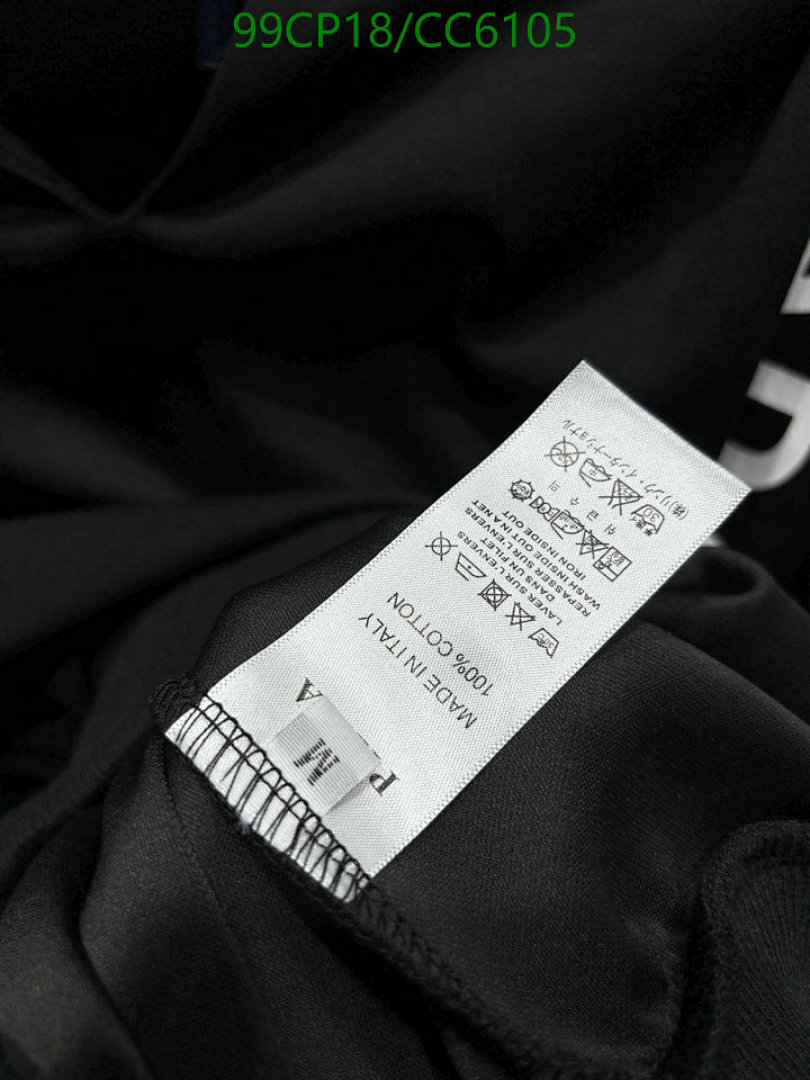 99CP18/CC6105
P A
MADE IN ITALY
100% COTTON
LAVER SUR L'ENVERS
REPASSER SUR L'ENVERS
DANS SUN FILET
WASH INSIDE OUT IN A NET
IRON INSIDE OUT